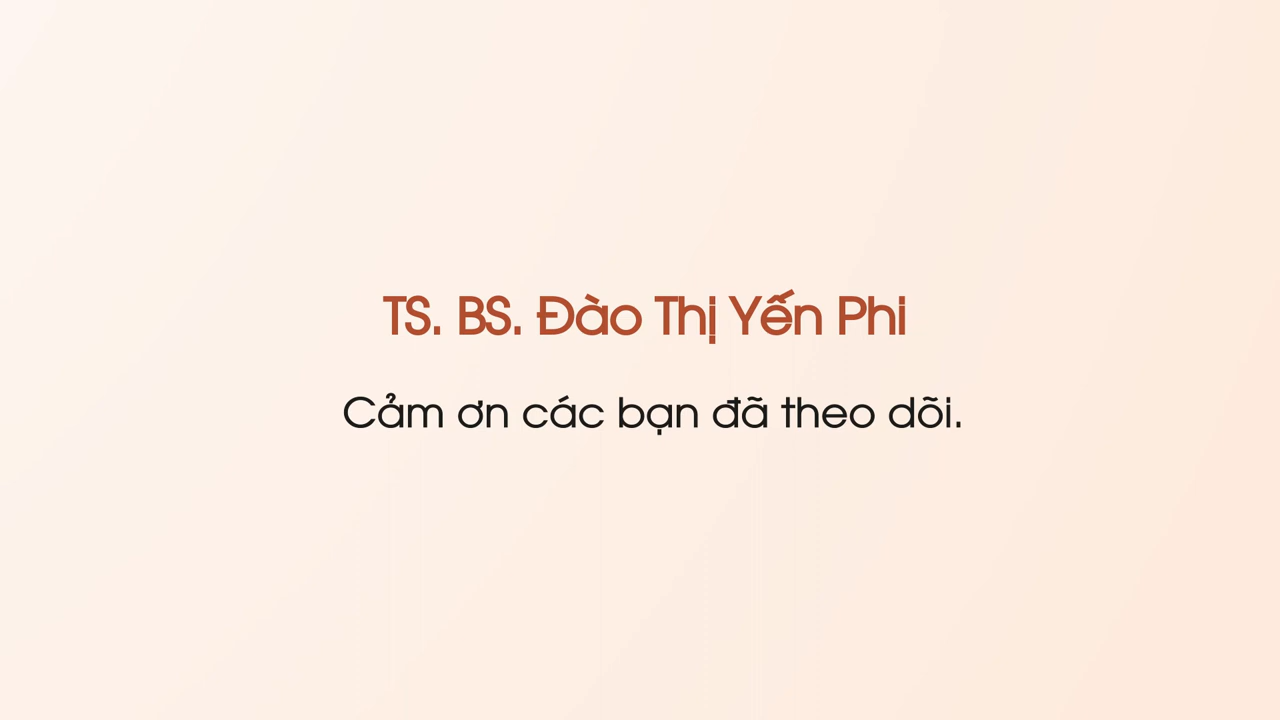 TS. BS. Đào Thị Yến Phi
Cảm ơn các bạn đã theo dõi.